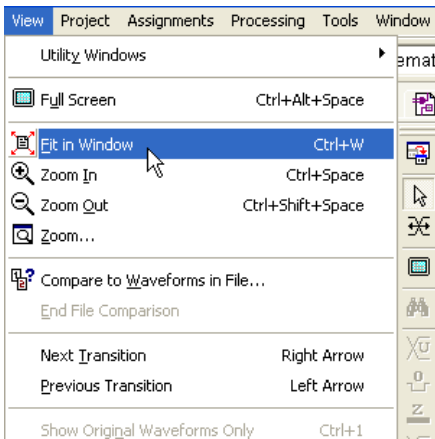 View Project Assignments Processing Tools Window
Utility Windows
emat
Full Screen Ctrl+Alt+Space
Fit in Window Ctrl+W
Zoom In Ctrl+Space
Zoom Out Ctrl+Shift+Space
Zoom...
Compare to Waveforms in File...
End File Comparison
Next Transition Right Arrow
Previous Transition Left Arrow
Show Original Waveforms Only Ctrl+1